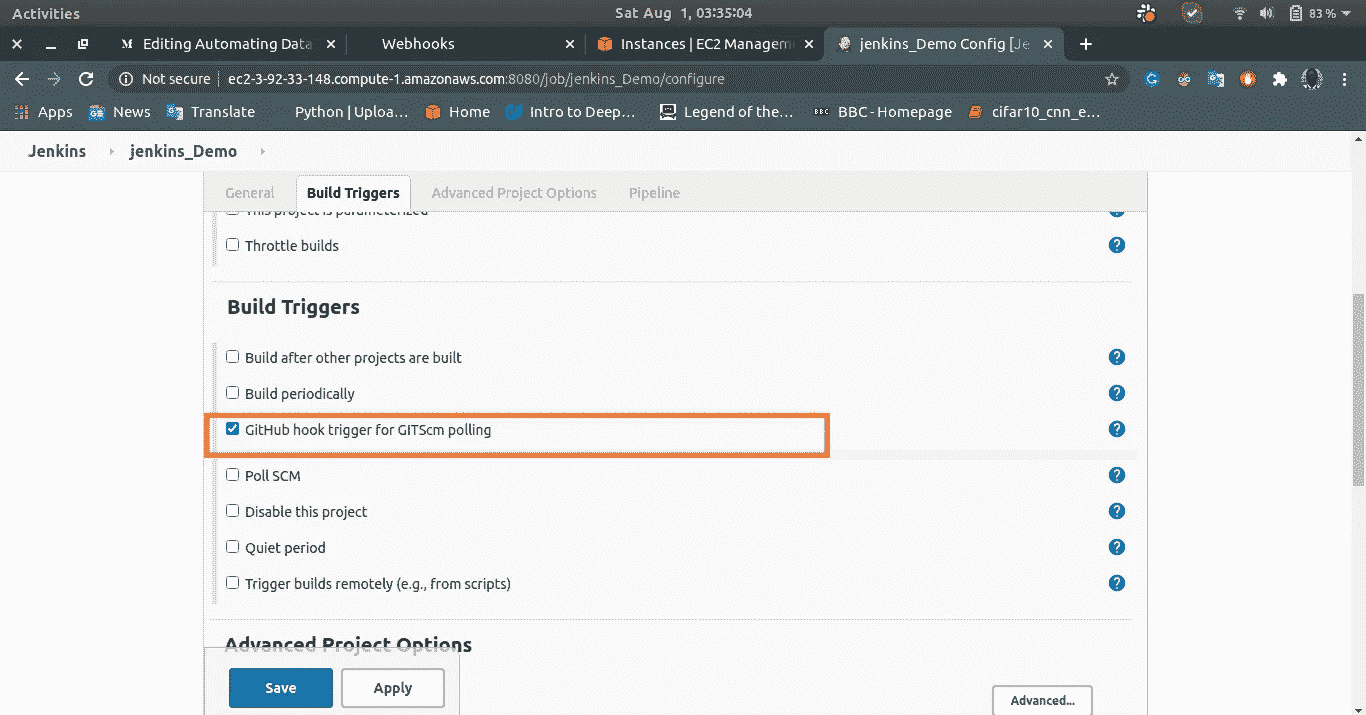 Activities Sat Aug 1, 03:35:04 83 %
Editing Automating Data Webhooks Instances | EC2 Managem jenkins_Demo Config [Je
Not secure ec2-3-92-33-148.compute-1.amazonaws.com:8080/job/jenkins_Demo/configure
Apps News Translate Python | Uploa... Home Intro to Deep... Legend of the... BBC BBC - Homepage cifar10_cnn_e...
Jenkins jenkins_Demo
General Build Triggers Advanced Project Options Pipeline
This project is parameterized
Throttle builds
Build Triggers
Build after other projects are built
Build periodically
GitHub hook trigger for GITScm polling
Poll SCM
Disable this project
Quiet period
Trigger builds remotely (e.g., from scripts)
Advanced Project Options
Save Apply
Advanced...